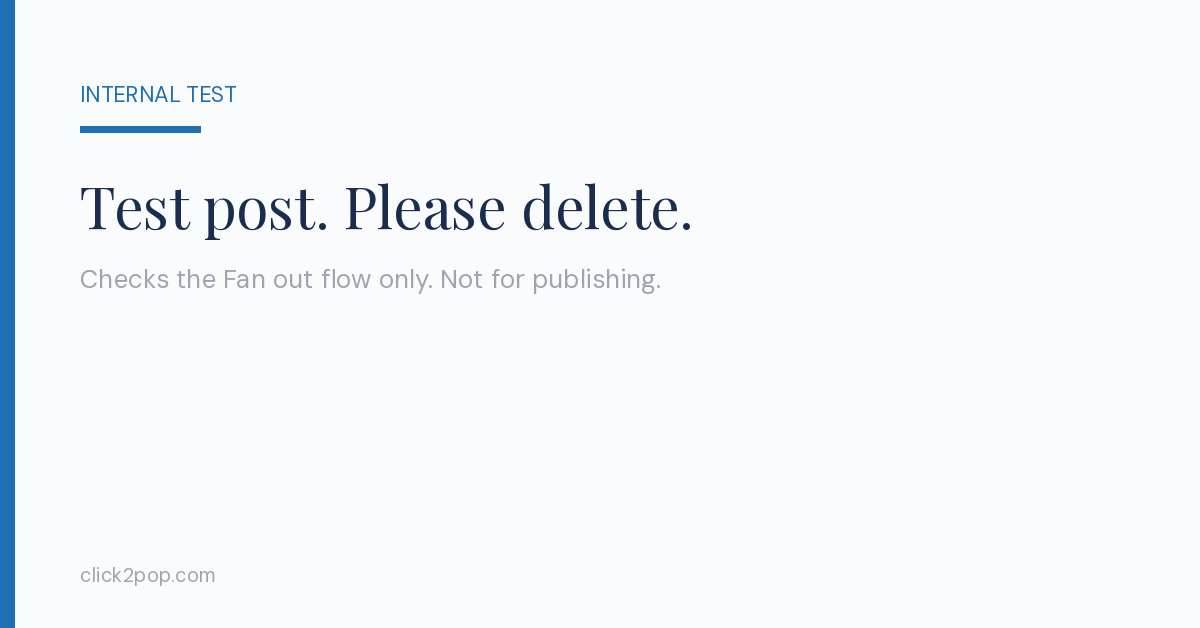 INTERNAL TEST
Test post. Please delete.
Checks the Fan out flow only. Not for publishing.
click2pop.com